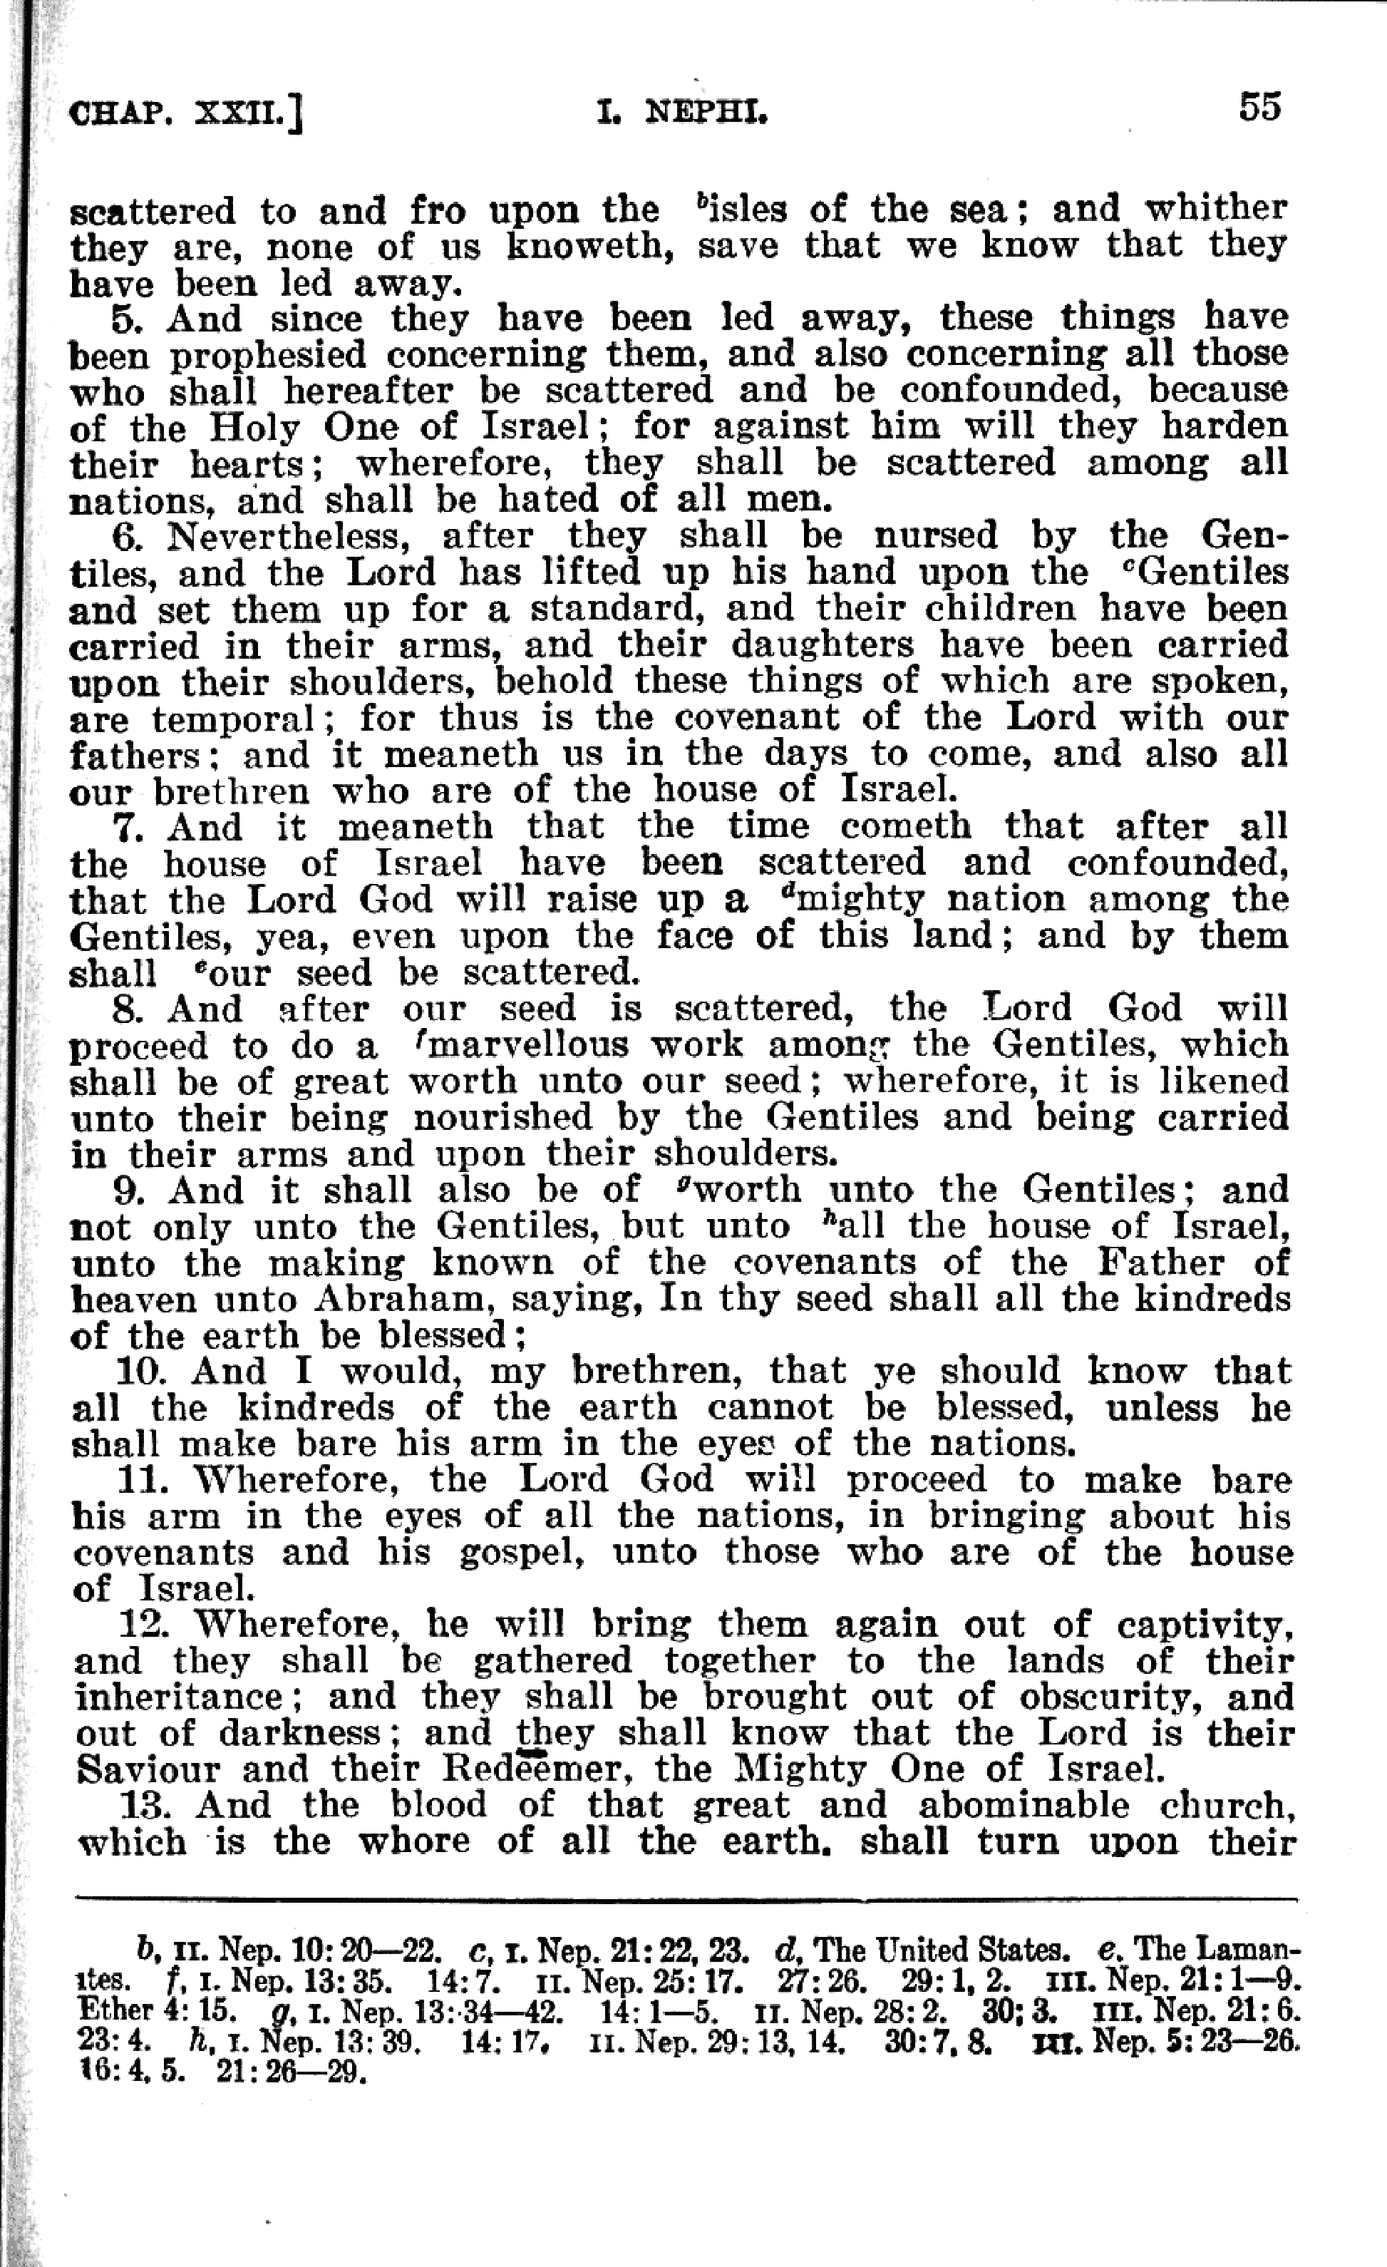 CHAP. XXII.] I. NEPHI. 55
scattered to and fro upon the ᵇisles of the sea; and whither
they are, none of us knoweth, save that we know that they
have been led away.
5. And since they have been led away, these things have
been prophesied concerning them, and also concerning all those
who shall hereafter be scattered and be confounded, because
of the Holy One of Israel; for against him will they harden
their hearts; wherefore, they shall be scattered among all
nations, and shall be hated of all men.
6. Nevertheless, after they shall be nursed by the Gen-
tiles, and the Lord has lifted up his hand upon the ᶜGentiles
and set them up for a standard, and their children have been
carried in their arms, and their daughters have been carried
upon their shoulders, behold these things of which are spoken,
are temporal; for thus is the covenant of the Lord with our
fathers; and it meaneth us in the days to come, and also all
our brethren who are of the house of Israel.
7. And it meaneth that the time cometh that after all
the house of Israel have been scattered and confounded,
that the Lord God will raise up a ᵈmighty nation among the
Gentiles, yea, even upon the face of this land; and by them
shall ᵉour seed be scattered.
8. And after our seed is scattered, the Lord God will
proceed to do a ᶠmarvellous work among the Gentiles, which
shall be of great worth unto our seed; wherefore, it is likened
unto their being nourished by the Gentiles and being carried
in their arms and upon their shoulders.
9. And it shall also be of ᵍworth unto the Gentiles; and
not only unto the Gentiles, but unto ʰall the house of Israel,
unto the making known of the covenants of the Father of
heaven unto Abraham, saying, In thy seed shall all the kindreds
of the earth be blessed;
10. And I would, my brethren, that ye should know that
all the kindreds of the earth cannot be blessed, unless he
shall make bare his arm in the eyes of the nations.
11. Wherefore, the Lord God will proceed to make bare
his arm in the eyes of all the nations, in bringing about his
covenants and his gospel, unto those who are of the house
of Israel.
12. Wherefore, he will bring them again out of captivity,
and they shall be gathered together to the lands of their
inheritance; and they shall be brought out of obscurity, and
out of darkness; and they shall know that the Lord is their
Saviour and their Redeemer, the Mighty One of Israel.
13. And the blood of that great and abominable church,
which is the whore of all the earth. shall turn upon their
b, II. Nep. 10: 20—22. c, I. Nep. 21: 22, 23. d, The United States. e. The Laman-
ites. f, I. Nep. 13: 35. 14: 7. II. Nep. 25: 17. 27: 26. 29: 1, 2. III. Nep. 21: 1—9.
Ether 4: 15. g, I. Nep. 13: 34—42. 14: 1—5. II. Nep. 28: 2. 30; 3. III. Nep. 21: 6.
23: 4. h, I. Nep. 13: 39. 14: 17. II. Nep. 29: 13, 14. 30: 7, 8. III. Nep. 5: 23—26.
16: 4, 5. 21: 26—29.